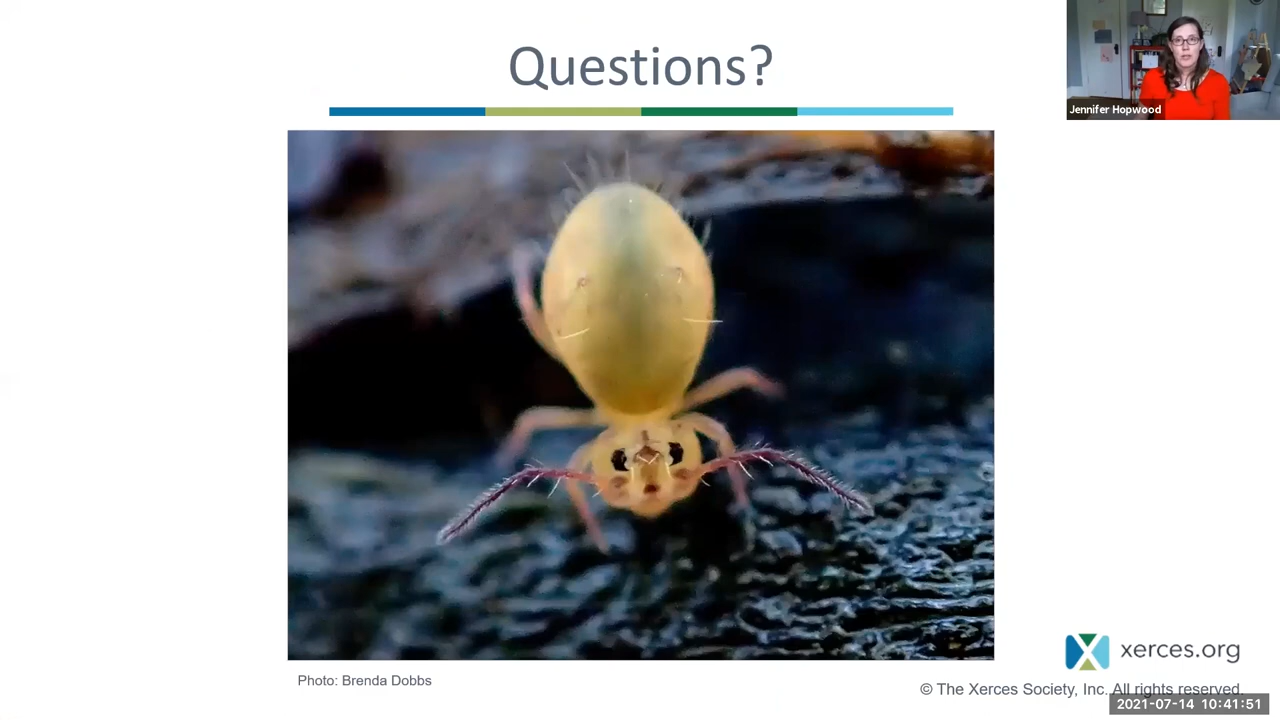 Questions?
Jennifer Hopwood
Photo: Brenda Dobbs
xerces.org
© The Xerces Society, Inc. All rights reserved.
2021-07-14 10:41:51